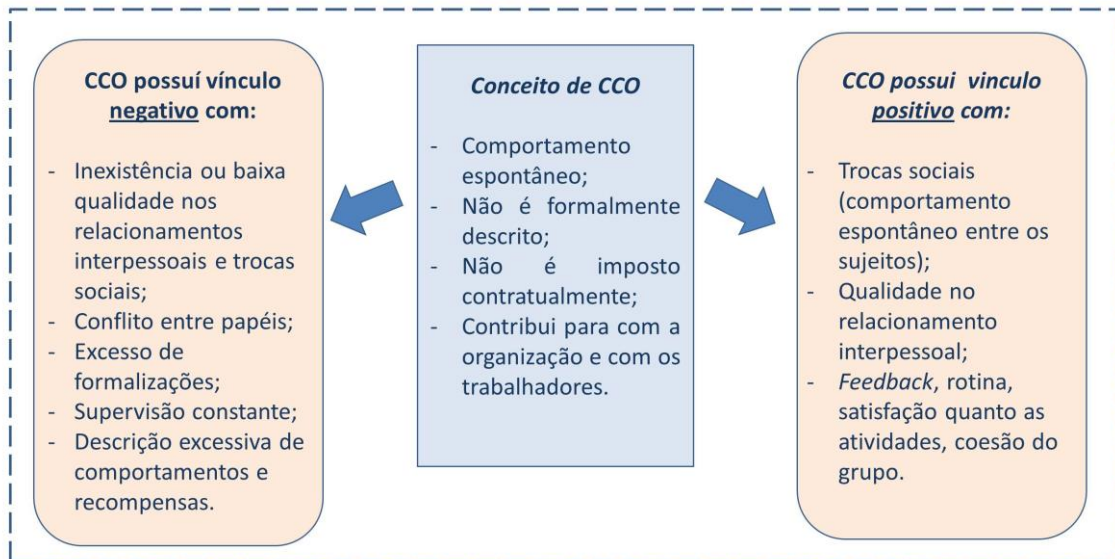 CCO possuí vínculo
negativo com:
- Inexistência ou baixa
qualidade nos
relacionamentos
interpessoais e trocas
sociais;
- Conflito entre papéis;
- Excesso de
formalizações;
- Supervisão constante;
- Descrição excessiva de
comportamentos e
recompensas.
Conceito de CCO
- Comportamento
espontâneo;
- Não é formalmente
descrito;
- Não é imposto
contratualmente;
- Contribui para com a
organização e com os
trabalhadores.
CCO possui vinculo
positivo com:
- Trocas sociais
(comportamento
espontâneo entre os
sujeitos);
- Qualidade no
relacionamento
interpessoal;
- Feedback, rotina,
satisfação quanto as
atividades, coesão do
grupo.